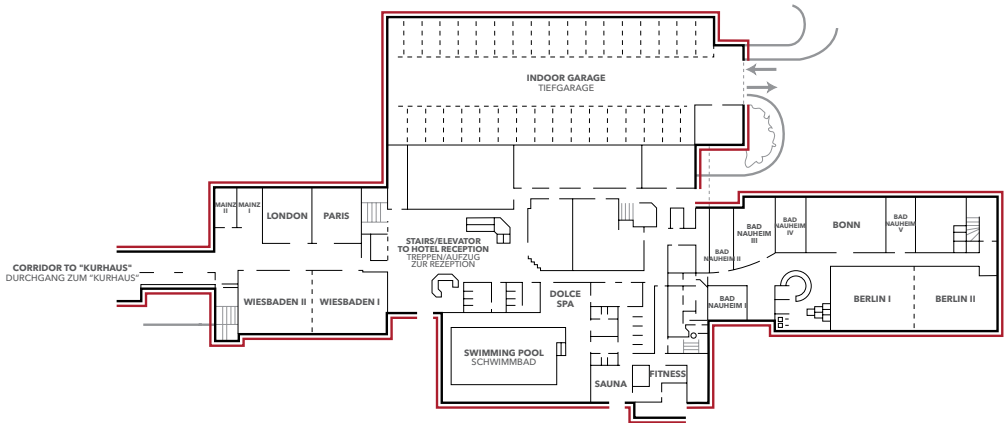 INDOOR GARAGE
TIEFGARAGE
MAINZ
II
MAINZ
I
LONDON
PARIS
STAIRS/ELEVATOR
TO HOTEL RECEPTION
TREPPEN/AUFZUG
ZUR REZEPTION
CORRIDOR TO "KURHAUS"
DURCHGANG ZUM "KURHAUS"
WIESBADEN II
WIESBADEN I
DOLCE
SPA
SWIMMING POOL
SCHWIMMBAD
SAUNA
FITNESS
BAD
NAUHEIM I
BAD
NAUHEIM II
BAD
NAUHEIM
III
BAD
NAUHEIM
IV
BONN
BAD
NAUHEIM
V
BERLIN I
BERLIN II